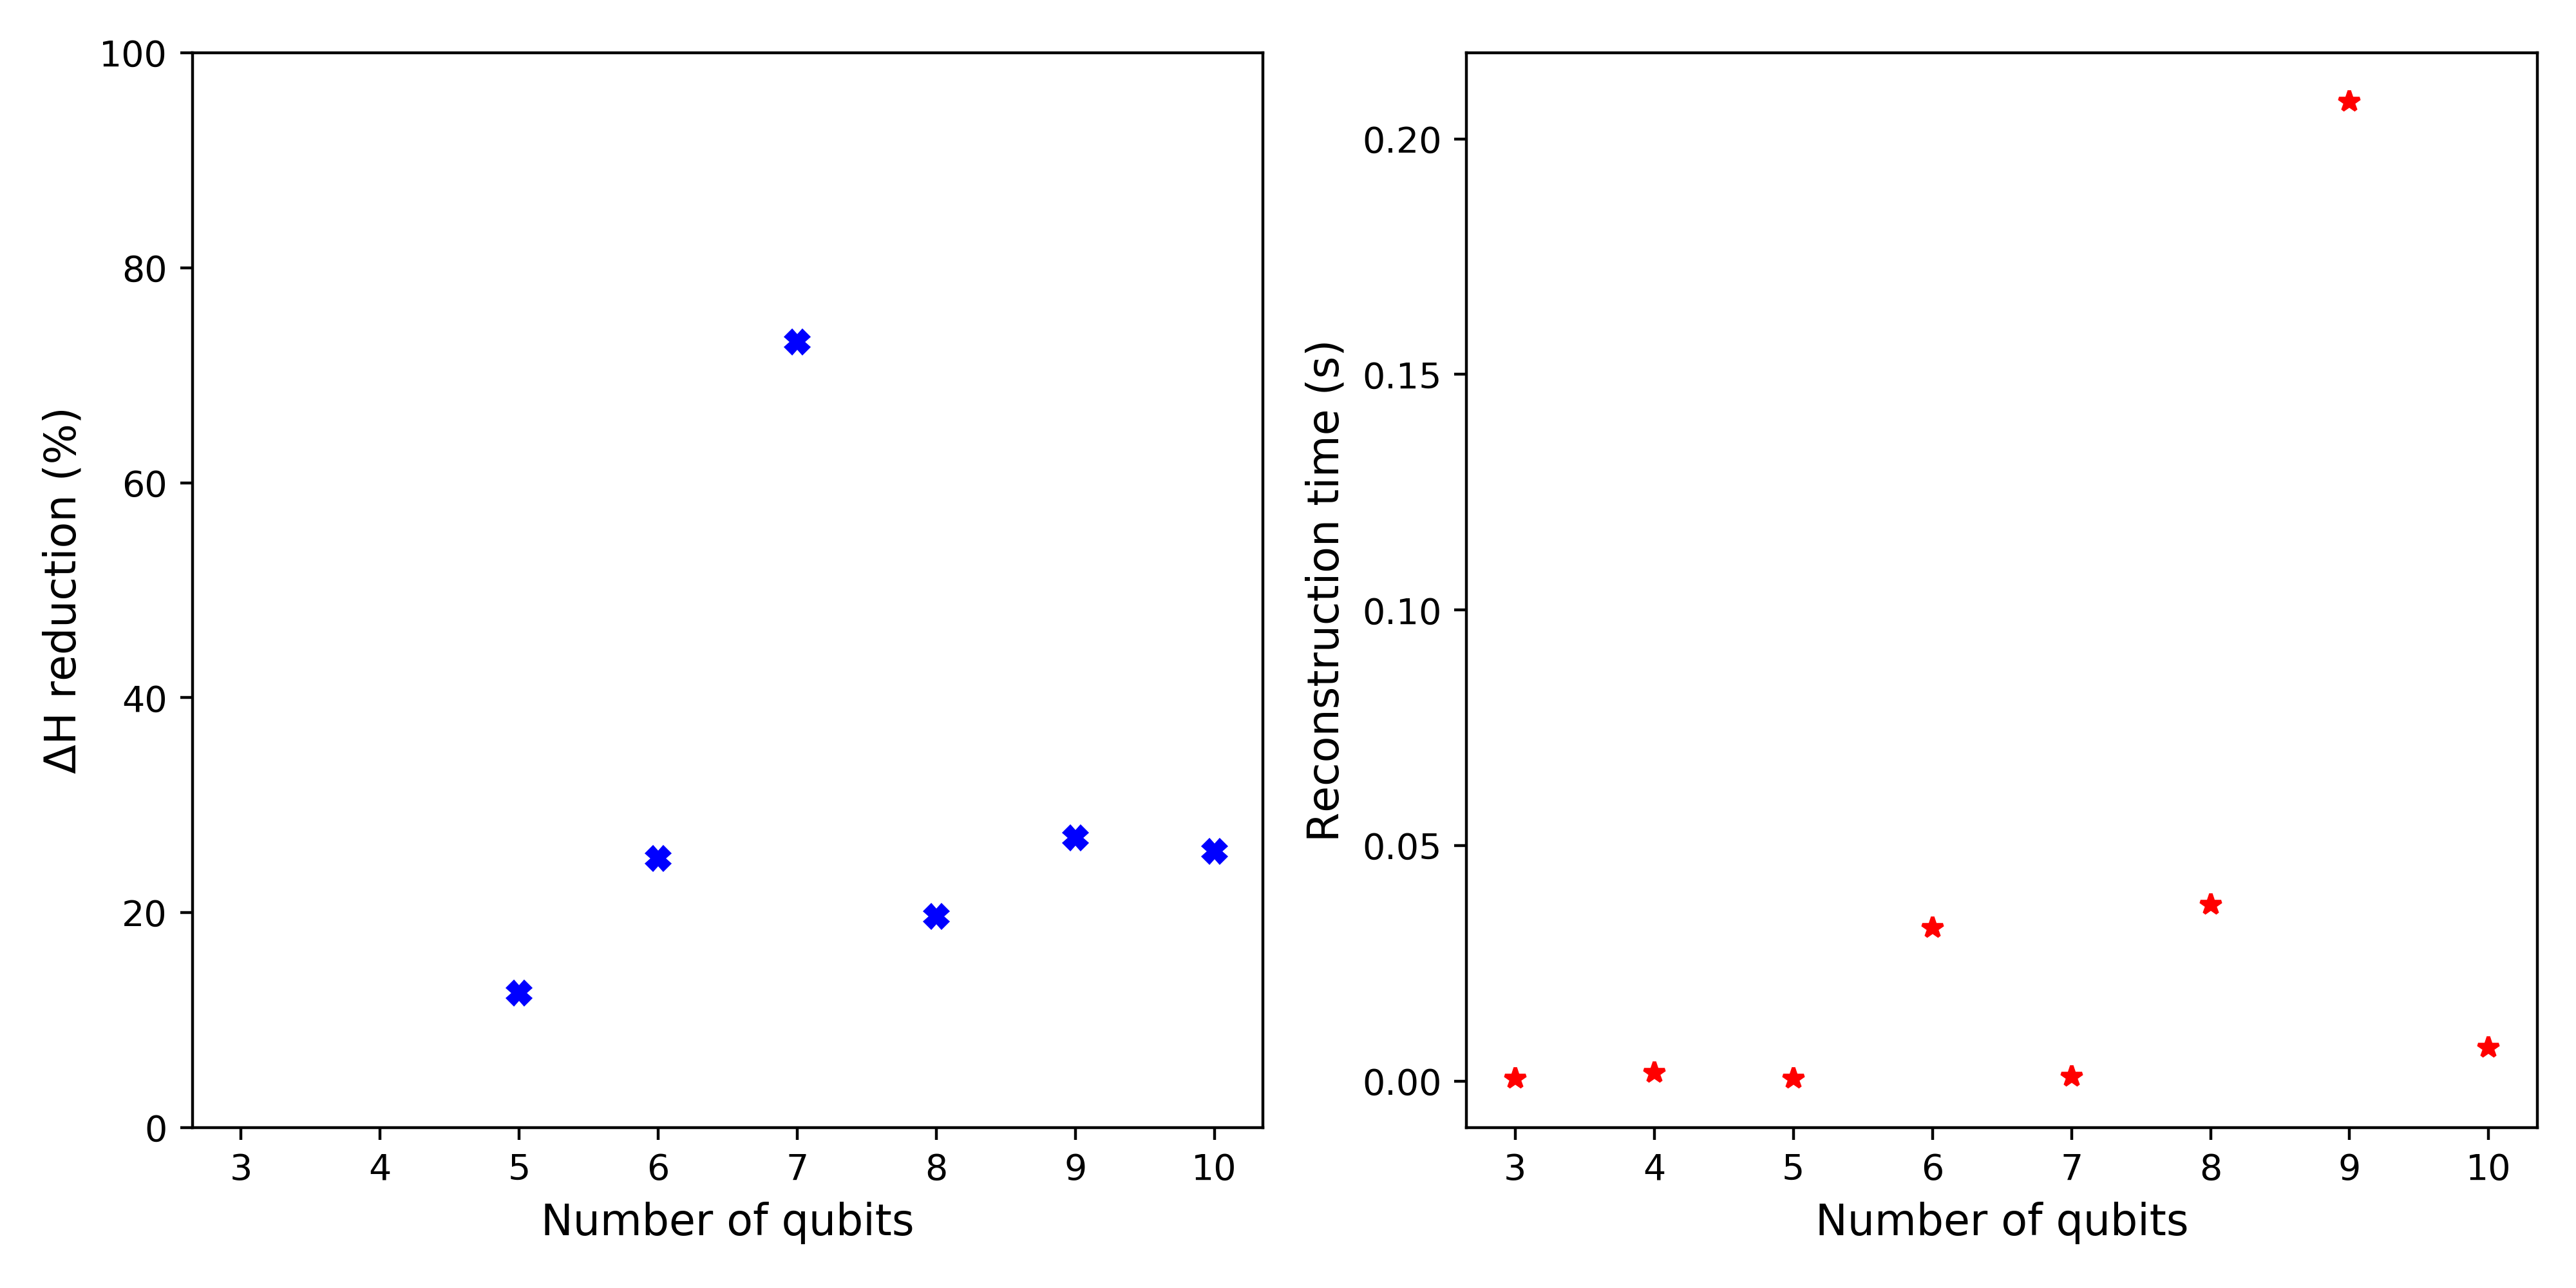 ΔH reduction (%)
100
80
60
40
20
0
3 4 5 6 7 8 9 10
Number of qubits
Reconstruction time (s)
0.20
0.15
0.10
0.05
0.00
3 4 5 6 7 8 9 10
Number of qubits